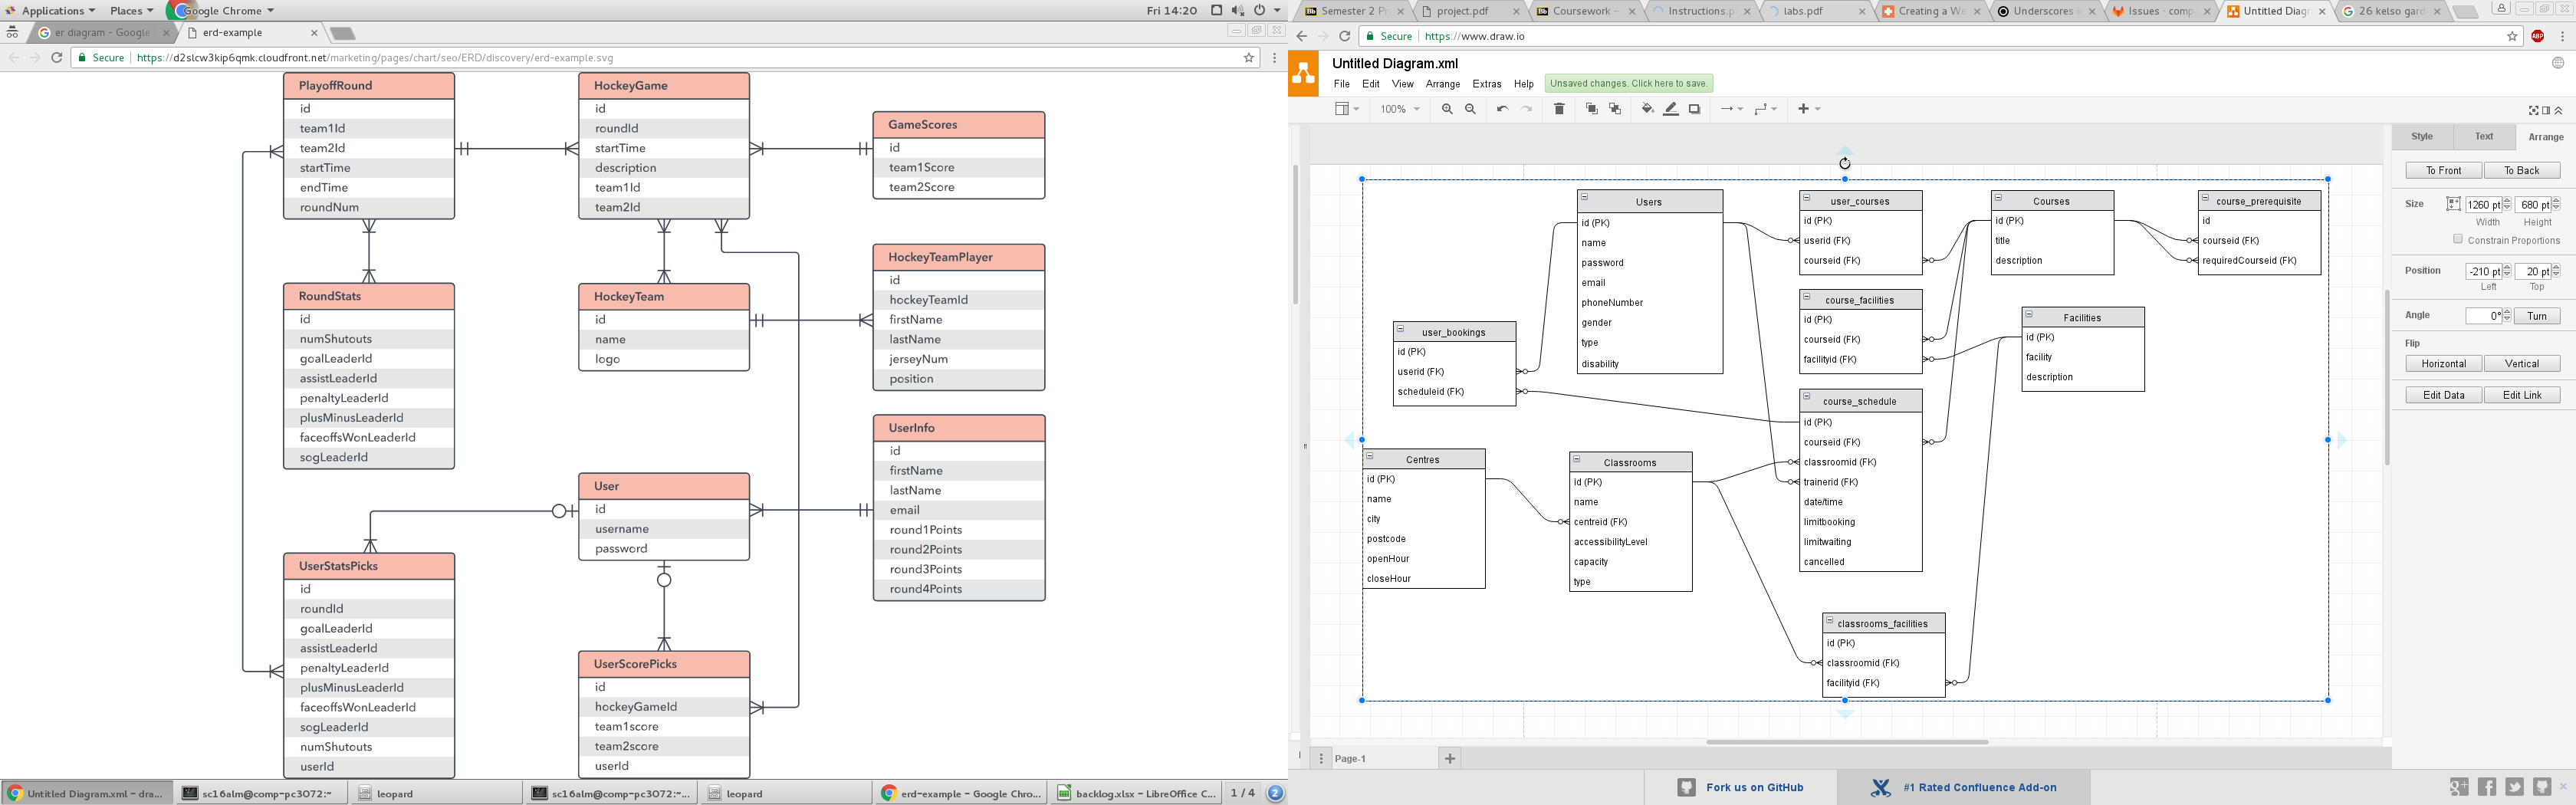 Applications Places Google Chrome Fri 14:20
er diagram - Google
erd-example
Secure https://d2slcw3kip6qmk.cloudfront.net/marketing/pages/chart/seo/ERD/discovery/erd-example.svg
PlayoffRound
id
team1Id
team2Id
startTime
endTime
roundNum
HockeyGame
id
roundId
startTime
description
team1Id
team2Id
GameScores
id
team1Score
team2Score
RoundStats
id
numShutouts
goalLeaderId
assistLeaderId
penaltyLeaderId
plusMinusLeaderId
faceoffsWonLeaderId
sogLeaderId
HockeyTeam
id
name
logo
HockeyTeamPlayer
id
hockeyTeamId
firstName
lastName
jerseyNum
position
UserInfo
id
firstName
lastName
email
round1Points
round2Points
round3Points
round4Points
User
id
username
password
UserStatsPicks
id
roundId
goalLeaderId
assistLeaderId
penaltyLeaderId
plusMinusLeaderId
faceoffsWonLeaderId
sogLeaderId
numShutouts
userId
UserScorePicks
id
hockeyGameId
team1score
team2score
userId
Untitled Diagram.xml - dra...
sc16alm@comp-pc3072:~
leopard
sc16alm@comp-pc3072:~...
leopard
erd-example - Google Chro...
backlog.xlsx - LibreOffice C...
1 / 4
2
Semester 2 P
project.pdf
Coursework –
Instructions.p
labs.pdf
Creating a We
Underscores i
Issues · comp
Untitled Diagr
26 kelso gard
Secure https://www.draw.io
ABP
Untitled Diagram.xml
File Edit View Arrange Extras Help Unsaved changes. Click here to save.
100%
user_bookings
id (PK)
userid (FK)
scheduleid (FK)
Users
id (PK)
name
password
email
phoneNumber
gender
type
disability
user_courses
id (PK)
userid (FK)
courseid (FK)
Courses
id (PK)
title
description
course_prerequisite
id
courseid (FK)
requiredCourseid (FK)
course_facilities
id (PK)
courseid (FK)
facilityid (FK)
Facilities
id (PK)
facility
description
course_schedule
id (PK)
courseid (FK)
classroomid (FK)
trainerid (FK)
date/time
limitbooking
limitwaiting
cancelled
Centres
id (PK)
name
city
postcode
openHour
closeHour
Classrooms
id (PK)
name
centreid (FK)
accessibilityLevel
capacity
type
classrooms_facilities
id (PK)
classroomid (FK)
facilityid (FK)
Style Text Arrange
To Front To Back
Size 1260 pt 680 pt
Width Height
Constrain Proportions
Position -210 pt 20 pt
Left Top
Angle 0° Turn
Flip
Horizontal Vertical
Edit Data Edit Link
Page-1
Fork us on GitHub
#1 Rated Confluence Add-on